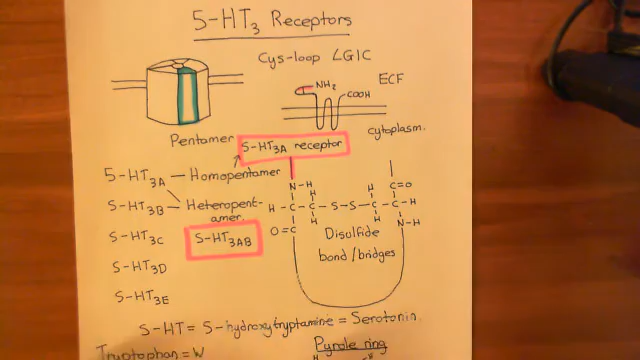 5-HT3 Receptors
Cys-loop LGIC
NH2
COOH
ECF
cytoplasm.
Pentamer
5-HT3A receptor
5-HT3A — Homopentamer
5-HT3B — Heteropent-
amer.
5-HT3C
5-HT3AB
5-HT3D
5-HT3E
N-H
H
H-C-C-S-S-C-C-H
H
H
H
C=O
O=C
N-H
Disulfide
bond/bridges
5-HT = 5-hydroxytryptamine = Serotonin.
Tryptophan = W
Pyrole ring
H
H